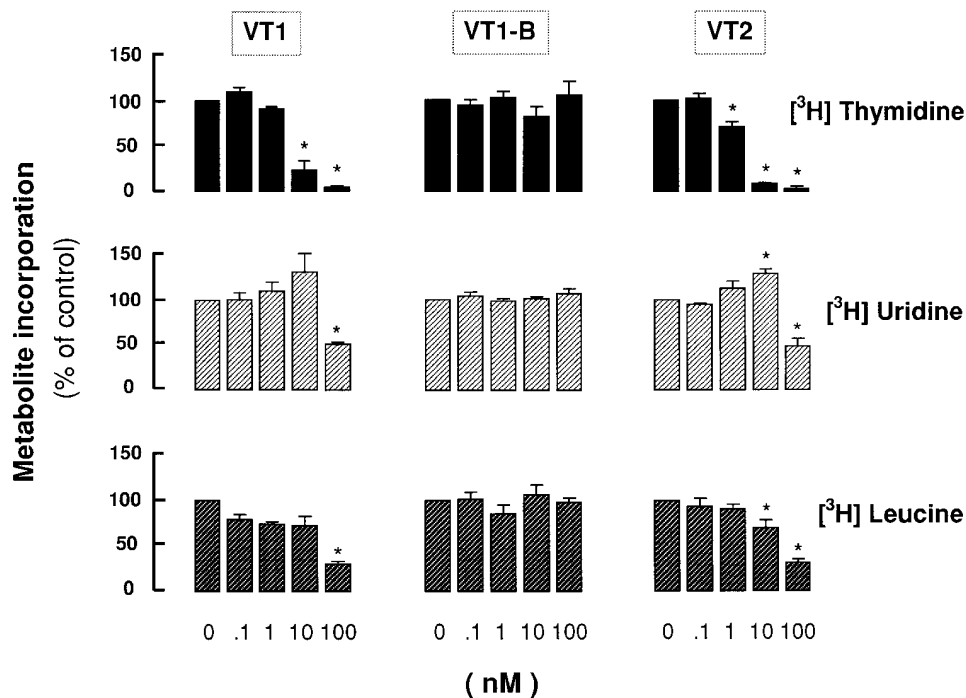 VT1 VT1-B VT2
150
100
50
0
* *
* * *
[³H] Thymidine
150
100
50
0
*
* *
[³H] Uridine
150
100
50
0
*
* *
[³H] Leucine
Metabolite incorporation
(% of control)
0 .1 1 10 100 0 .1 1 10 100 0 .1 1 10 100
( nM )